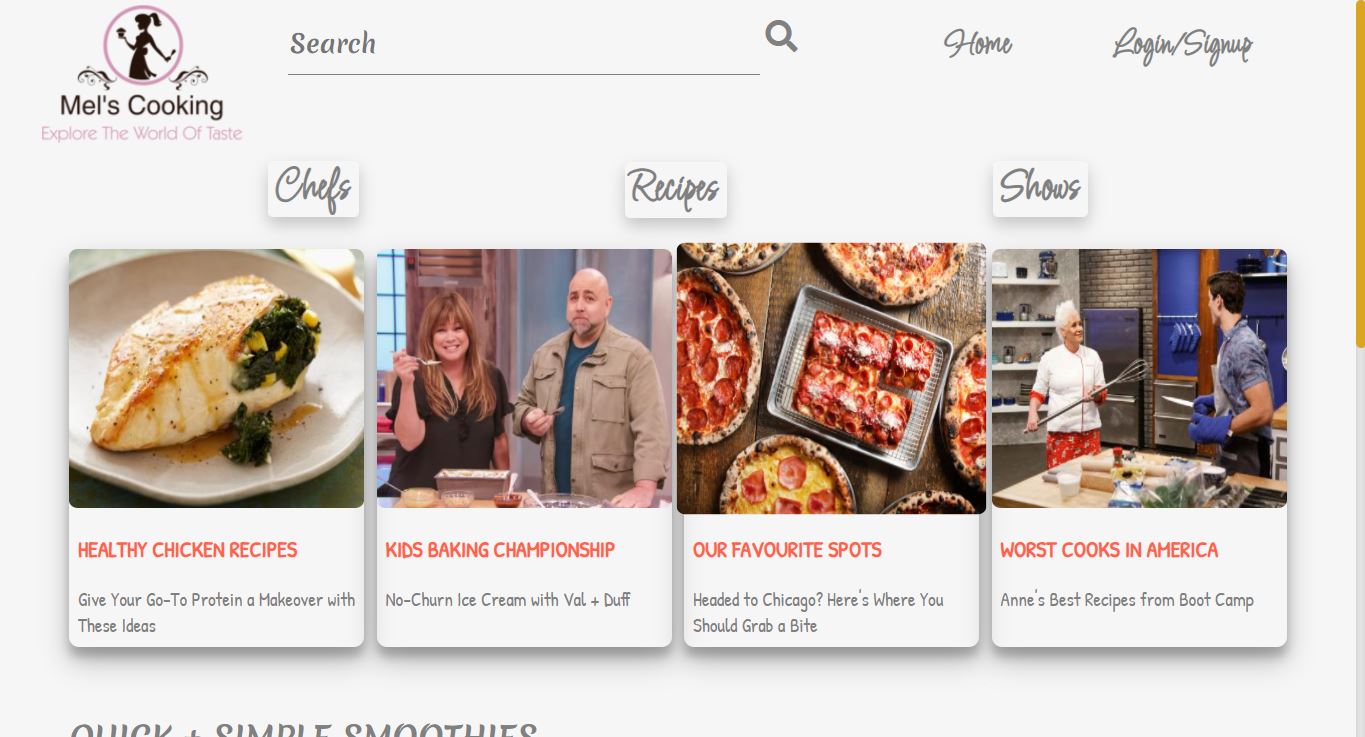 Mel's Cooking
Explore The World Of Taste
Search
Home
Login/Signup
Chefs
Recipes
Shows
HEALTHY CHICKEN RECIPES
Give Your Go-To Protein a Makeover with
These Ideas
KIDS BAKING CHAMPIONSHIP
No-Churn Ice Cream with Val + Duff
OUR FAVOURITE SPOTS
Headed to Chicago? Here's Where You
Should Grab a Bite
WORST COOKS IN AMERICA
Anne's Best Recipes from Boot Camp
QUICK + SIMPLE SMOOTHIES